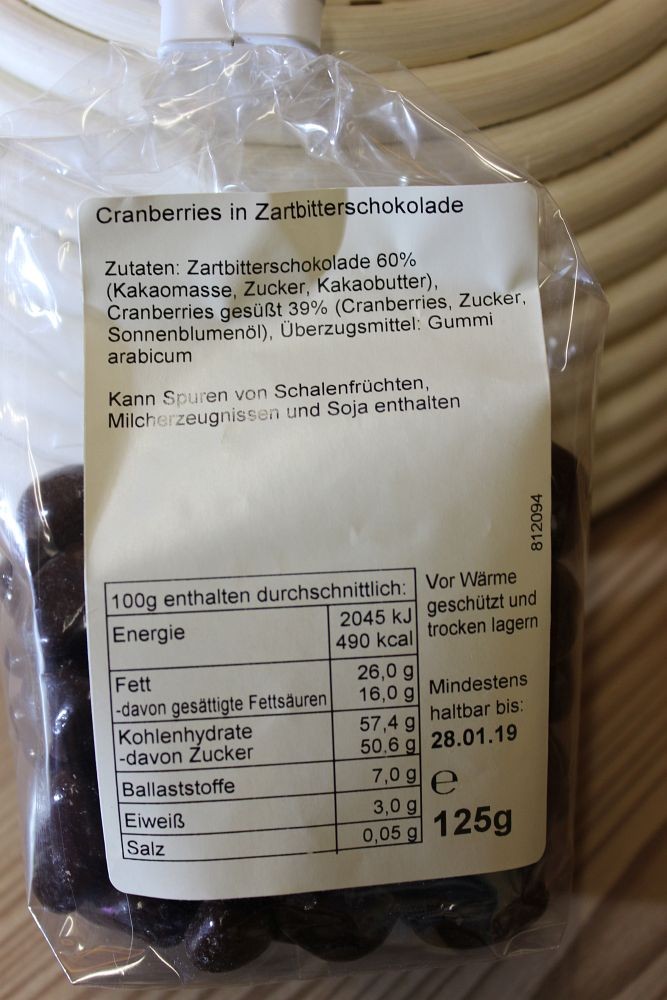 Cranberries in Zartbitterschokolade
Zutaten: Zartbitterschokolade 60%
(Kakaomasse, Zucker, Kakaobutter),
Cranberries gesüßt 39% (Cranberries, Zucker,
Sonnenblumenöl), Überzugsmittel: Gummi
arabicum
Kann Spuren von Schalenfrüchten,
Milcherzeugnissen und Soja enthalten
812094
100g enthalten durchschnittlich:
Energie 2045 kJ
490 kcal
Fett 26,0 g
-davon gesättigte Fettsäuren 16,0 g
Kohlenhydrate 57,4 g
-davon Zucker 50,6 g
Ballaststoffe 7,0 g
Eiweiß 3,0 g
Salz 0,05 g
Vor Wärme
geschützt und
trocken lagern
Mindestens
haltbar bis:
28.01.19
e
125g